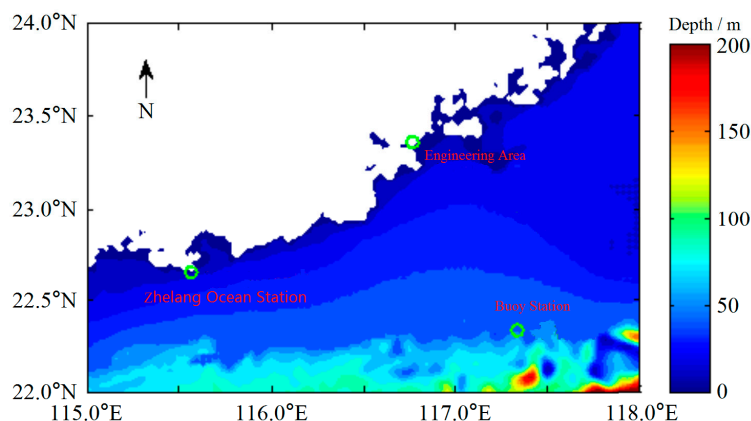 24.0°N
Depth / m
200
N
23.5°N
150
Engineering Area
23.0°N
100
22.5°N
Zhelang Ocean Station
Buoy Station
50
22.0°N
0
115.0°E
116.0°E
117.0°E
118.0°E